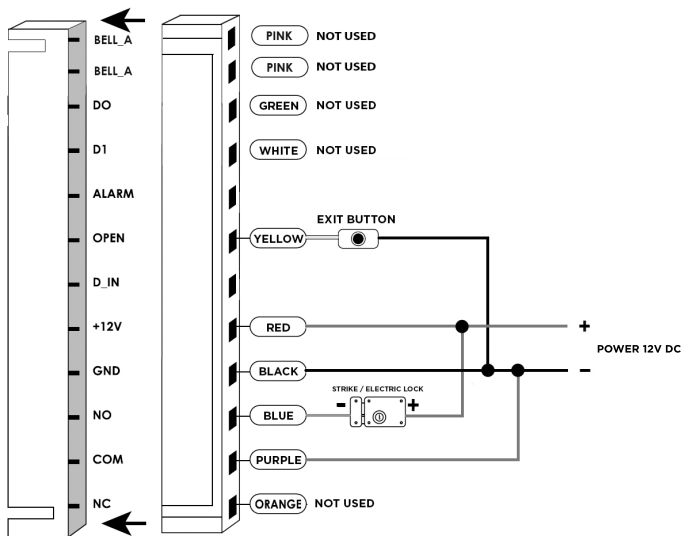 BELL_A PINK NOT USED
BELL_A PINK NOT USED
DO GREEN NOT USED
D1 WHITE NOT USED
ALARM
EXIT BUTTON
OPEN YELLOW
D_IN
+12V RED +
POWER 12V DC
GND BLACK -
STRIKE / ELECTRIC LOCK
- +
NO BLUE
COM PURPLE
NC ORANGE NOT USED